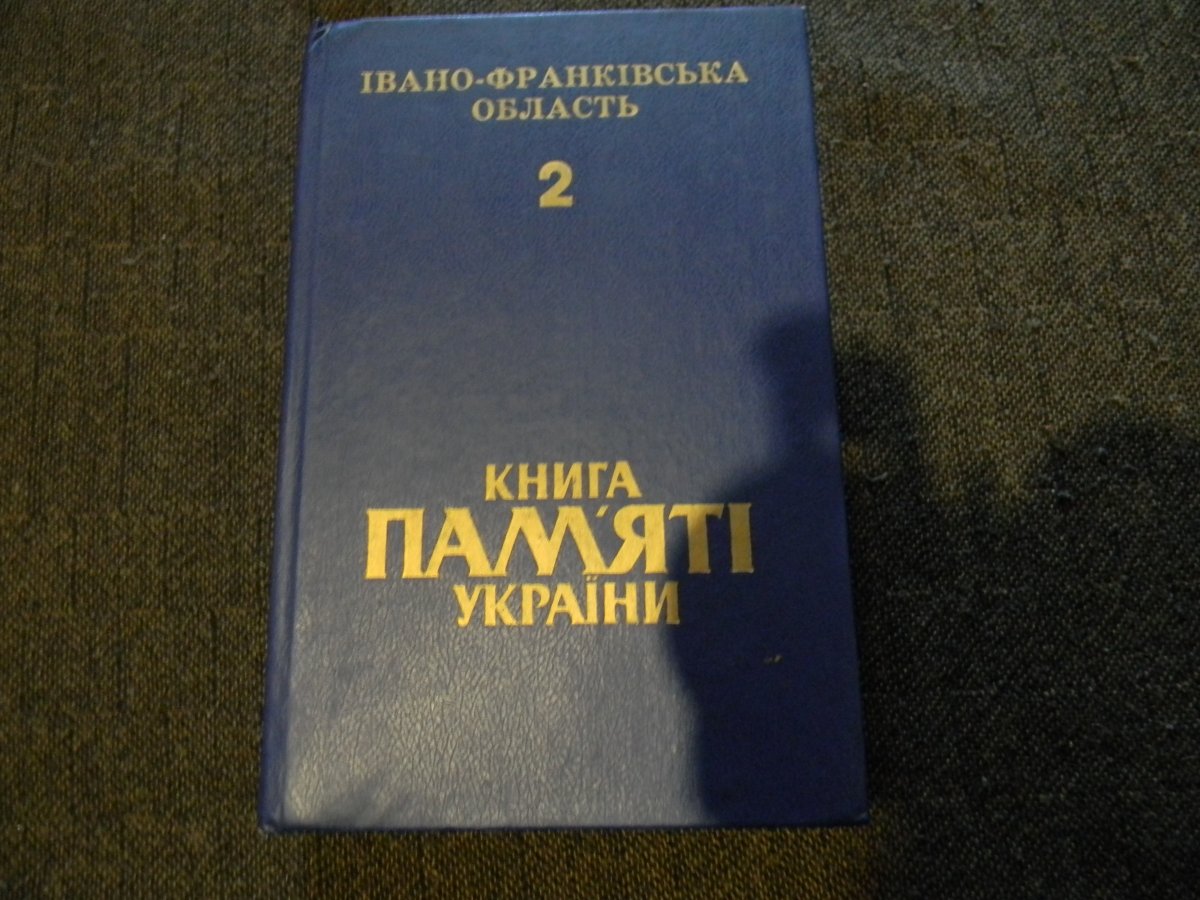 ІВАНО-ФРАНКІВСЬКА
ОБЛАСТЬ
2
КНИГА
ПАМ'ЯТІ
УКРАЇНИ